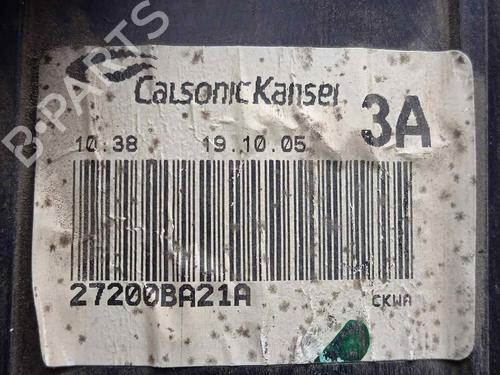 B-PARTS
CalsonicKansei
3A
10:38 19.10.05
27200BA21A
CKWA